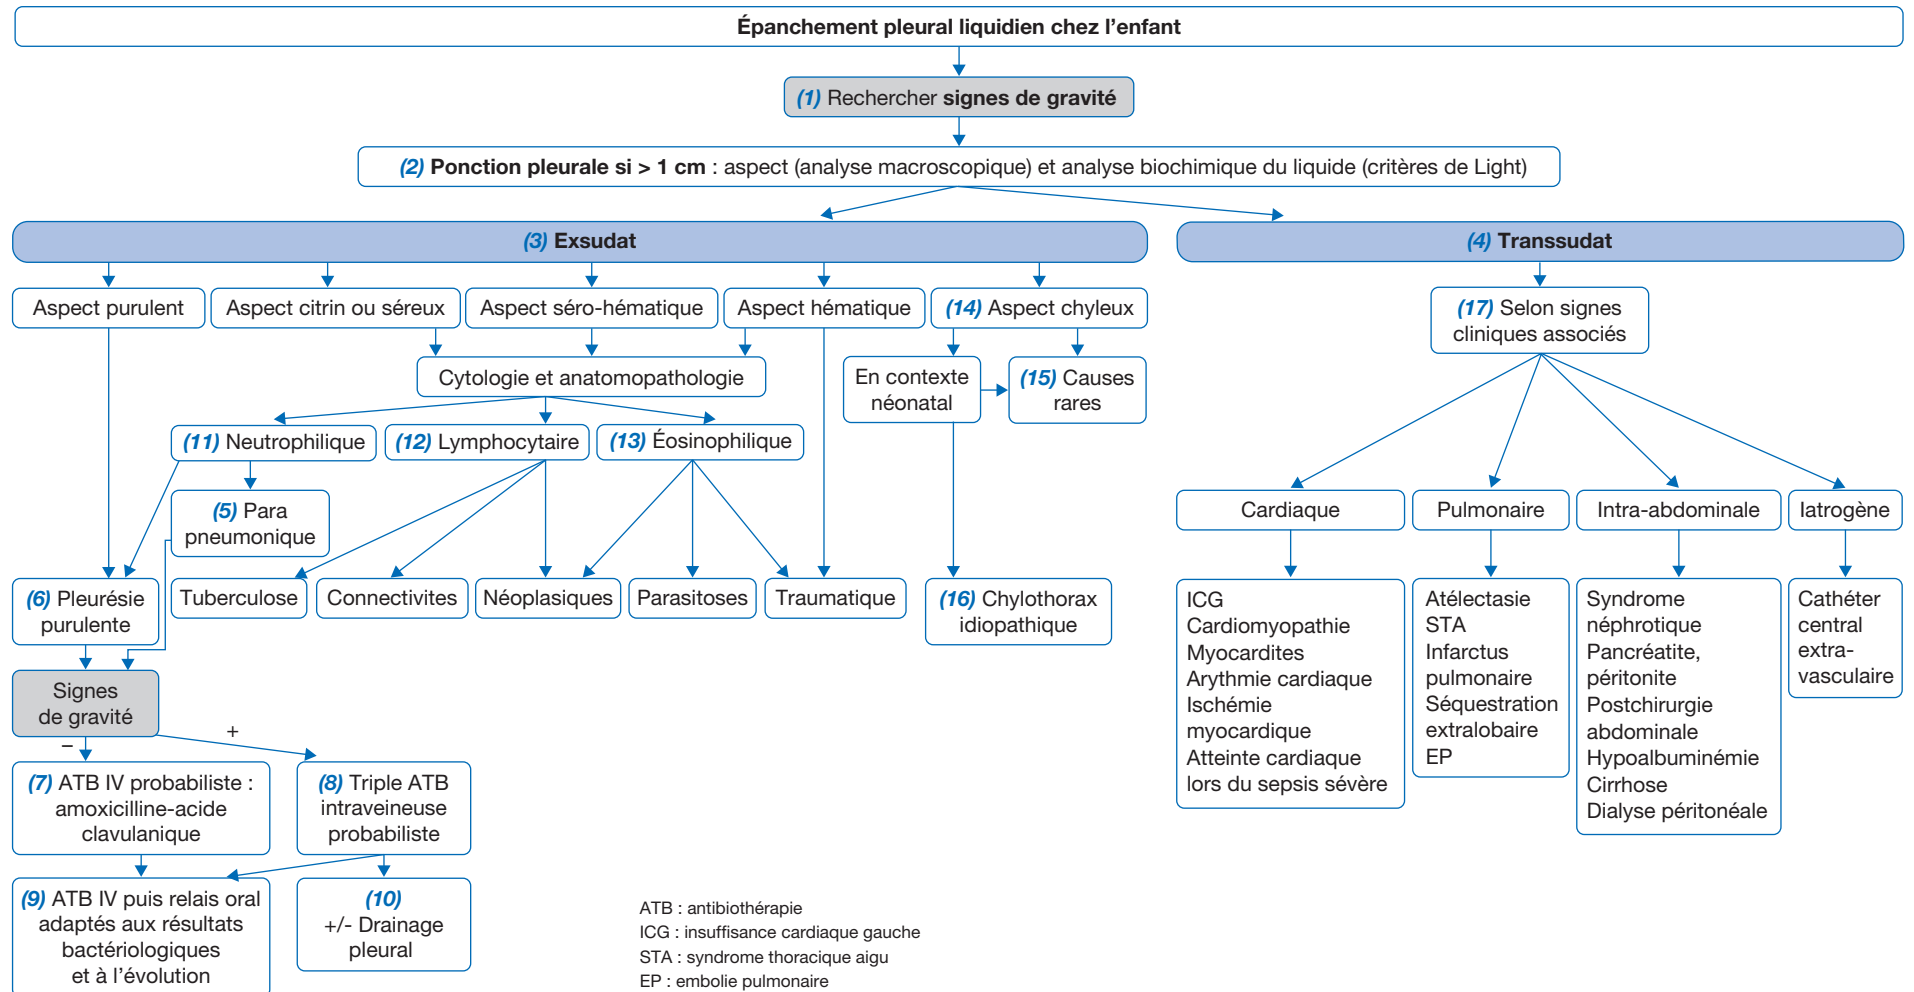 Épanchement pleural liquidien chez l'enfant
(1) Rechercher signes de gravité
(2) Ponction pleurale si > 1 cm : aspect (analyse macroscopique) et analyse biochimique du liquide (critères de Light)
(3) Exsudat
(4) Transsudat
Aspect purulent
Aspect citrin ou séreux
Aspect séro-hématique
Aspect hématique
(14) Aspect chyleux
(17) Selon signes
cliniques associés
Cytologie et anatomopathologie
En contexte
néonatal
(15) Causes
rares
(11) Neutrophilique
(12) Lymphocytaire
(13) Éosinophilique
(5) Para
pneumonique
Cardiaque
Pulmonaire
Intra-abdominale
Iatrogène
(6) Pleurésie
purulente
Tuberculose
Connectivites
Néoplasiques
Parasitoses
Traumatique
(16) Chylothorax
idiopathique
ICG
Cardiomyopathie
Myocardites
Arythmie cardiaque
Ischémie
myocardique
Atteinte cardiaque
lors du sepsis sévère
Atélectasie
STA
Infarctus
pulmonaire
Séquestration
extralobaire
EP
Syndrome
néphrotique
Pancréatite,
péritonite
Postchirurgie
abdominale
Hypoalbuminémie
Cirrhose
Dialyse péritonéale
Cathéter
central
extra-
vasculaire
Signes
de gravité
–
+
(7) ATB IV probabiliste :
amoxicilline-acide
clavulanique
(8) Triple ATB
intraveineuse
probabiliste
(9) ATB IV puis relais oral
adaptés aux résultats
bactériologiques
et à l'évolution
(10)
+/- Drainage
pleural
ATB : antibiothérapie
ICG : insuffisance cardiaque gauche
STA : syndrome thoracique aigu
EP : embolie pulmonaire